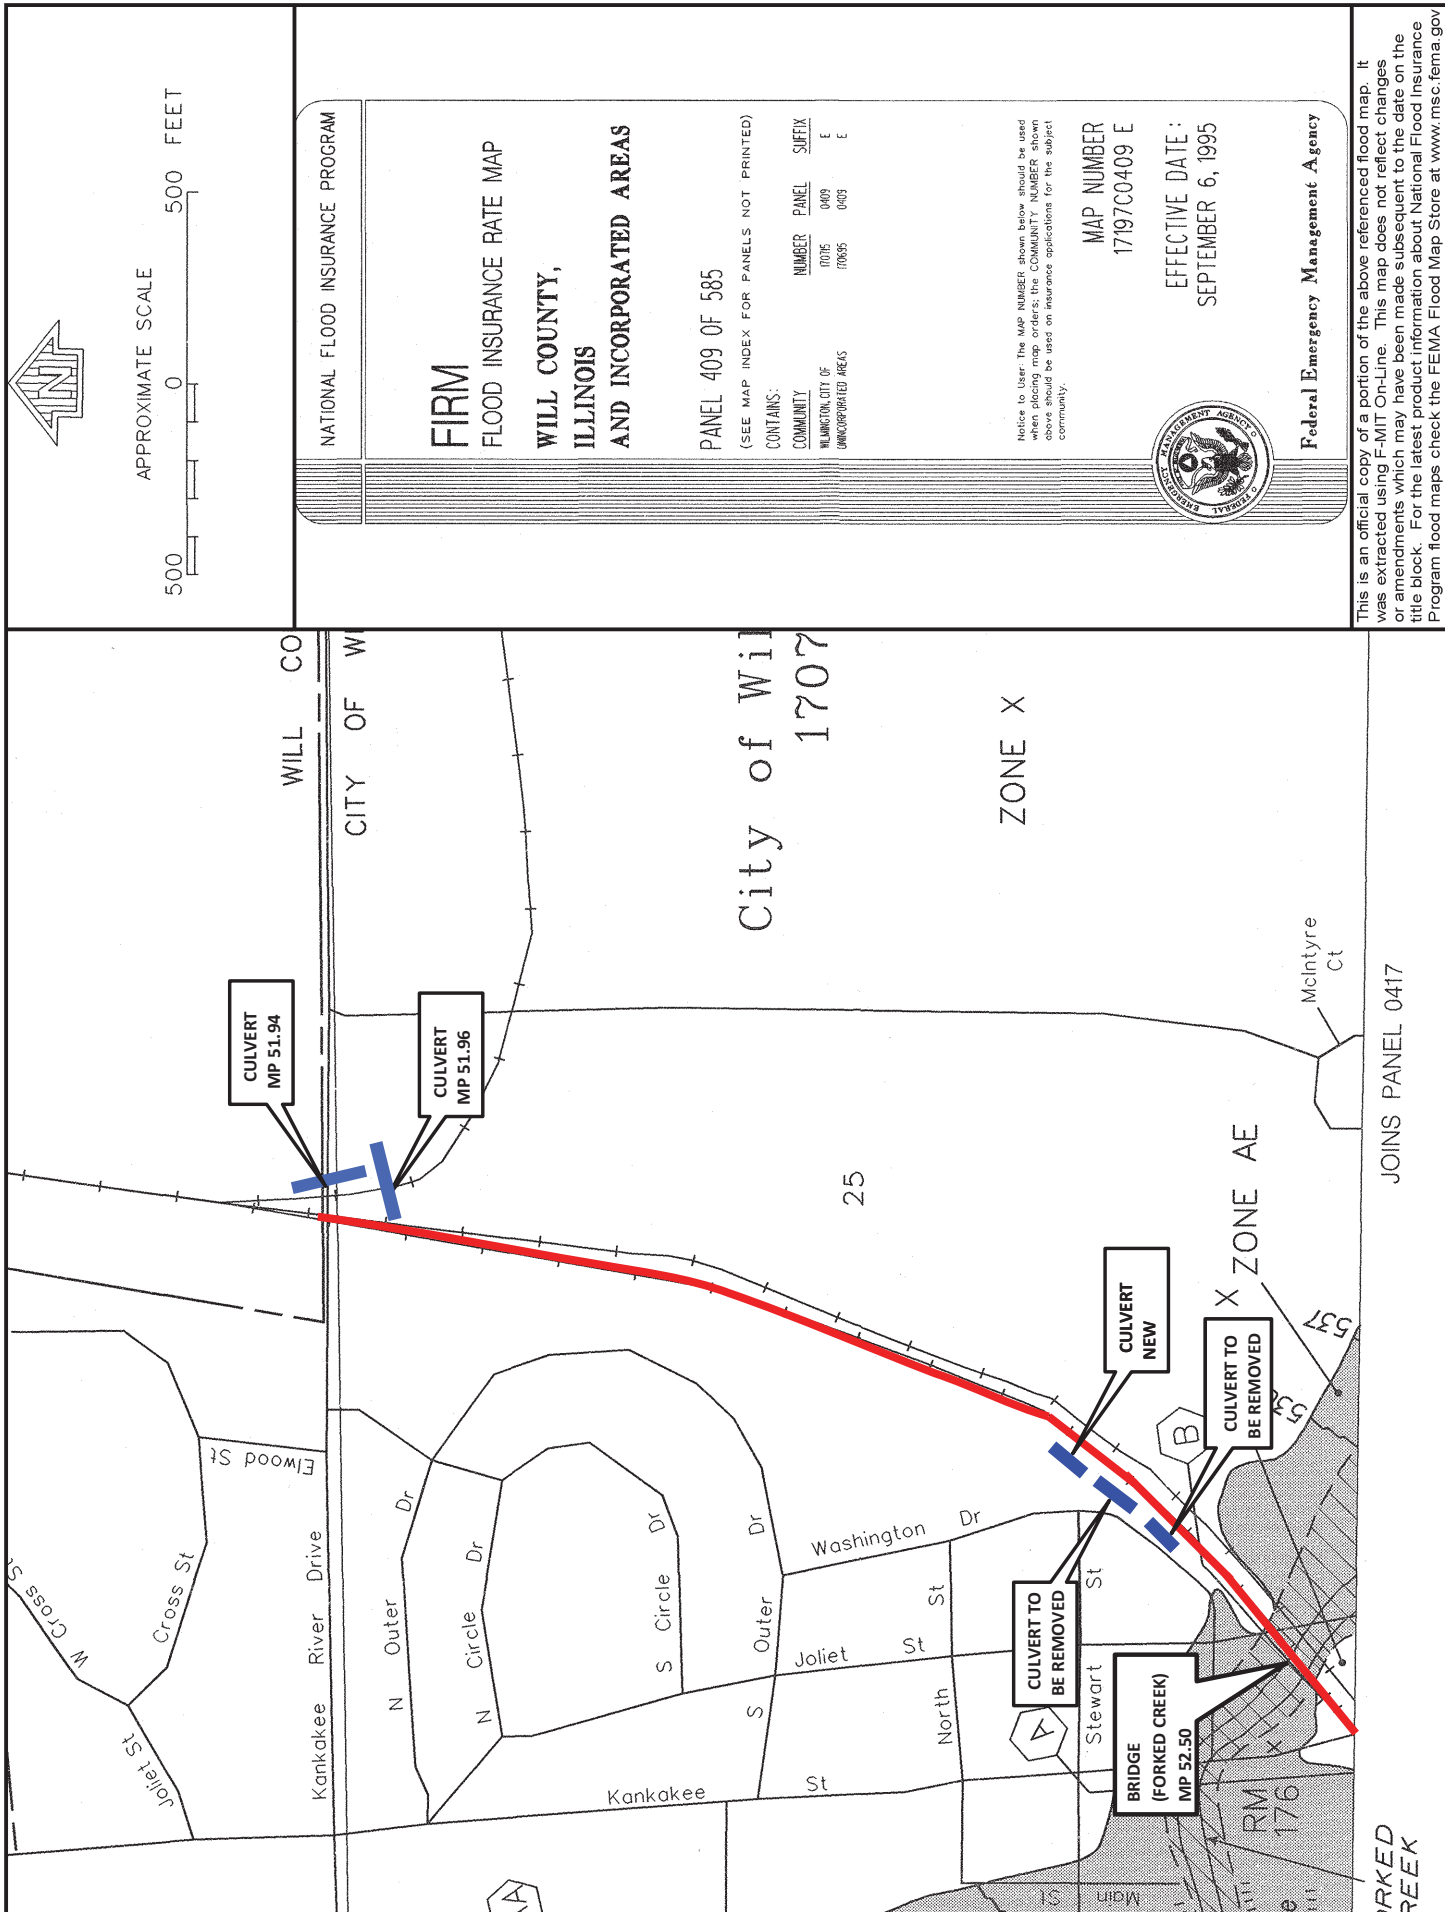 APPROXIMATE SCALE
500 0 500 FEET
N
NATIONAL FLOOD INSURANCE PROGRAM
FIRM
FLOOD INSURANCE RATE MAP
WILL COUNTY,
ILLINOIS
AND INCORPORATED AREAS
PANEL 409 OF 585
(SEE MAP INDEX FOR PANELS NOT PRINTED)
CONTAINS:
COMMUNITY NUMBER PANEL SUFFIX
WILMINGTON, CITY OF 170715 0409 E
UNINCORPORATED AREAS 170695 0409 E
Notice to User: The MAP NUMBER shown below should be used
when placing map orders; the COMMUNITY NUMBER shown
above should be used on insurance applications for the subject
community.
MAP NUMBER
17197C0409 E
EFFECTIVE DATE:
SEPTEMBER 6, 1995
FEDERAL EMERGENCY MANAGEMENT AGENCY
Federal Emergency Management Agency
This is an official copy of a portion of the above referenced flood map. It
was extracted using F-MIT On-Line. This map does not reflect changes
or amendments which may have been made subsequent to the date on the
title block. For the latest product information about National Flood Insurance
Program flood maps check the FEMA Flood Map Store at www.msc.fema.gov
WILL CO
CITY OF WI
City of Wil
1707
ZONE X
CULVERT
MP 51.94
CULVERT
MP 51.96
McIntyre
Ct
JOINS PANEL 0417
25
ZONE AE
X
537
CULVERT
NEW
CULVERT TO
BE REMOVED
B
Elwood St
W Cross St
Cross St
Joliet St
Kankakee River Drive
N Outer Dr
N Circle Dr
S Circle Dr
S Outer Dr
Washington Dr
Joliet St
North St
Stewart St
Kankakee St
CULVERT TO
BE REMOVED
A
BRIDGE
(FORKED CREEK)
MP 52.50
RM
176
Main St
AA
ORKED
REEK
e